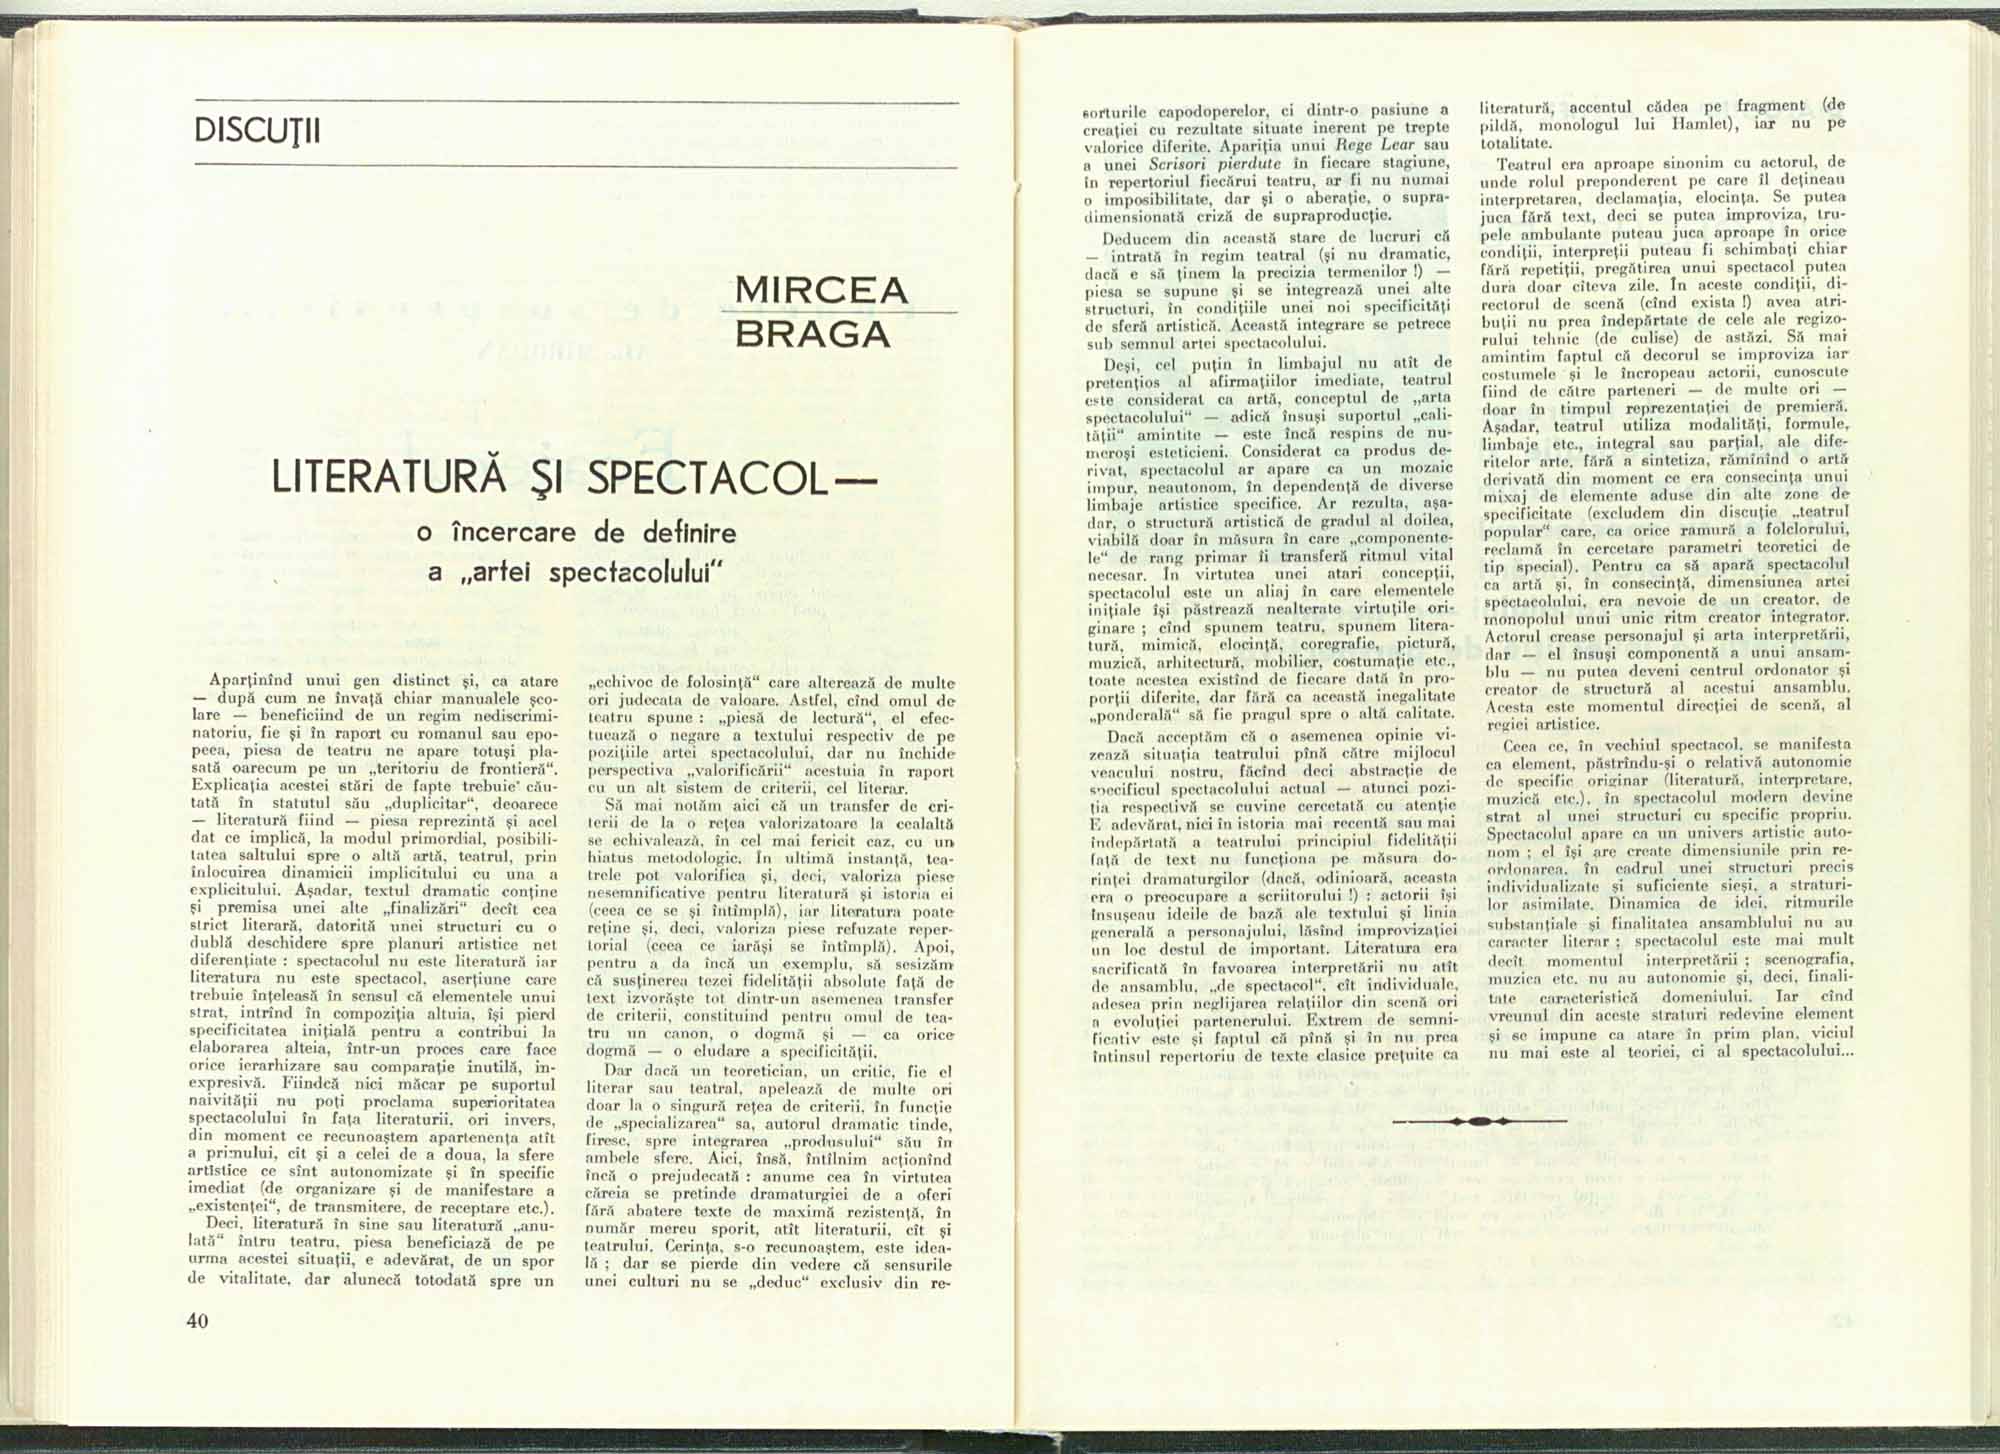 DISCUŢII
MIRCEA
BRAGA
LITERATURĂ ŞI SPECTACOL—
o încercare de definire
a „artei spectacolului"
Aparţinînd unui gen distinct şi, ca atare
— după cum ne învaţă chiar manualele şco-
lare — beneficiind de un regim nediscrimi-
natoriu, fie şi în raport cu romanul sau epo-
peea, piesa de teatru ne apare totuşi pla-
sată oarecum pe un „teritoriu de frontieră".
Explicaţia acestei stări de fapte trebuie cău-
tată în statutul său „duplicitar", deoarece
— literatură fiind — piesa reprezintă şi acel
dat ce implică, la modul primordial, posibili-
tatea saltului spre o altă artă, teatrul, prin
înlocuirea dinamicii implicitului cu una a
explicitului. Aşadar, textul dramatic conţine
şi premisa unei alte „finalizări" decît cea
strict literară, datorită unei structuri cu o
dublă deschidere spre planuri artistice net
diferenţiate : spectacolul nu este literatură iar
literatura nu este spectacol, aserţiune care
trebuie înţeleasă în sensul că elementele unui
strat, intrînd în compoziţia altuia, îşi pierd
specificitatea iniţială pentru a contribui la
elaborarea alteia, într-un proces care face
orice ierarhizare sau comparaţie inutilă, in-
expresivă. Fiindcă nici măcar pe suportul
naivităţii nu poţi proclama superioritatea
spectacolului în faţa literaturii, ori invers,
din moment ce recunoaştem apartenenţa atît
a primului, cit şi a celei de a doua, la sfere
artistice ce sînt autonomizate şi în specific
imediat (de organizare şi de manifestare a
„existenţei", de transmitere, de receptare etc.).
Deci, literatură în sine sau literatură „anu-
lată" întru teatru, piesa beneficiază de pe
urma acestei situaţii, e adevărat, de un spor
de vitalitate, dar alunecă totodată spre un
40
„echivoc de folosinţă" care alterează de multe
ori judecata de valoare. Astfel, cînd omul de
teatru spune : „piesă de lectură", el efec-
tuează o negare a textului respectiv de pe
poziţiile artei spectacolului, dar nu închide
perspectiva „valorificării" acestuia în raport
cu un alt sistem de criterii, cel literar.
Să mai notăm aici că un transfer de cri-
terii de la o reţea valorizatoare la cealaltă
se echivalează, în cel mai fericit caz, cu un
hiatus metodologic. În ultimă instanţă, tea-
trele pot valorifica şi, deci, valoriza piese
nesemnificative pentru literatură şi istoria ei
(ceea ce se şi întîmplă), iar literatura poate
reţine şi, deci, valoriza piese refuzate reper-
torial (ceea ce iarăşi se întîmplă). Apoi,
pentru a da încă un exemplu, să sesizăm
că susţinerea tezei fidelităţii absolute faţă de
text izvorăşte tot dintr-un asemenea transfer
de criterii, constituind pentru omul de tea-
tru un canon, o dogmă şi — ca orice
dogmă — o eludare a specificităţii.
Dar dacă un teoretician, un critic, fie el
literar sau teatral, apelează de multe ori
doar la o singură reţea de criterii, în funcţie
de „specializarea" sa, autorul dramatic tinde,
firesc, spre integrarea „produsului" său în
ambele sfere. Aici, însă, întîlnim acţionînd
încă o prejudecată : anume cea în virtutea
căreia se pretinde dramaturgiei de a oferi
fără abatere texte de maximă rezistenţă, în
număr mereu sporit, atît literaturii, cît şi
teatrului. Cerinţa, s-o recunoaştem, este idea-
lă ; dar se pierde din vedere că sensurile
unei culturi nu se „deduc" exclusiv din re-
sorturile capodoperelor, ci dintr-o pasiune a
creaţiei cu rezultate situate inerent pe trepte
valorice diferite. Apariţia unui Rege Lear sau
a unei Scrisori pierdute în fiecare stagiune,
în repertoriul fiecărui teatru, ar fi nu numai
o imposibilitate, dar şi o aberaţie, o supra-
dimensionată criză de supraproducţie.
Deducem din această stare de lucruri că
— intrată în regim teatral (şi nu dramatic,
dacă e să ţinem la precizia termenilor !) —
piesa se supune şi se integrează unei alte
structuri, în condiţiile unei noi specificităţi
de sferă artistică. Această integrare se petrece
sub semnul artei spectacolului.
Deşi, cel puţin în limbajul nu atît de
pretenţios al afirmaţiilor imediate, teatrul
este considerat ca artă, conceptul de „arta
spectacolului" — adică însuşi suportul „cali-
tăţii" amintite — este încă respins de nu-
meroşi esteticieni. Considerat ca produs de-
rivat, spectacolul ar apare ca un mozaic
impur, neautonom, în dependenţă de diverse
limbaje artistice specifice. Ar rezulta, aşa-
dar, o structură artistică de gradul al doilea,
viabilă doar în măsura în care „componente-
le" de rang primar îi transferă ritmul vital
necesar. In virtutea unei atari concepţii,
spectacolul este un aliaj în care elementele
iniţiale îşi păstrează nealterate virtuţile ori-
ginare ; cînd spunem teatru, spunem litera-
tură, mimică, elocinţă, coregrafie, pictură,
muzică, arhitectură, mobilier, costumaţie etc.,
toate acestea existînd de fiecare dată în pro-
porţii diferite, dar fără ca această inegalitate
„ponderală" să fie pragul spre o altă calitate.
Dacă acceptăm că o asemenea opinie vi-
zează situaţia teatrului pînă către mijlocul
veacului nostru, făcînd deci abstracţie de
specificul spectacolului actual — atunci pozi-
ţia respectivă se cuvine cercetată cu atenţie
E adevărat, nici în istoria mai recentă sau mai
îndepărtată a teatrului principiul fidelităţii
faţă de text nu funcţiona pe măsura do-
rinţei dramaturgilor (dacă, odinioară, aceasta
era o preocupare a scriitorului !) : actorii îşi
însuşeau ideile de bază ale textului şi linia
generală a personajului, lăsînd improvizaţiei
un loc destul de important. Literatura era
sacrificată în favoarea interpretării nu atît
de ansamblu, „de spectacol", cît individuale,
adesea prin neglijarea relaţiilor din scenă ori
a evoluţiei partenerului. Extrem de semni-
ficativ este şi faptul că pînă şi în nu prea
întinsul repertoriu de texte clasice preţuite ca
literatură, accentul cădea pe fragment (de
pildă, monologul lui Hamlet), iar nu pe
totalitate.
Teatrul era aproape sinonim cu actorul, de
unde rolul preponderent pe care îl deţineau
interpretarea, declamaţia, elocinţa. Se putea
juca fără text, deci se putea improviza, tru-
pele ambulante puteau juca aproape în orice
condiţii, interpreţii puteau fi schimbaţi chiar
fără repetiţii, pregătirea unui spectacol putea
dura doar cîteva zile. In aceste condiţii, di-
rectorul de scenă (cînd exista !) avea atri-
buţii nu prea îndepărtate de cele ale regizo-
rului tehnic (de culise) de astăzi. Să mai
amintim faptul că decorul se improviza iar
costumele şi le încropeau actorii, cunoscute
fiind de către parteneri — de multe ori —
doar în timpul reprezentaţiei de premieră.
Aşadar, teatrul utiliza modalităţi, formule,
limbaje etc., integral sau parţial, ale dife-
ritelor arte, fără a sintetiza, rămînînd o artă
derivată din moment ce era consecinţa unui
mixaj de elemente aduse din alte zone de
specificitate (excludem din discuţie „teatrul
popular" care, ca orice ramură a folclorului,
reclamă în cercetare parametri teoretici de
tip special). Pentru ca să apară spectacolul
ca artă şi, în consecinţă, dimensiunea artei
spectacolului, era nevoie de un creator, de
monopolul unui unic ritm creator integrator.
Actorul crease personajul şi arta interpretării,
dar — el însuşi componentă a unui ansam-
blu — nu putea deveni centrul ordonator şi
creator de structură al acestui ansamblu.
Acesta este momentul direcţiei de scenă, al
regiei artistice.
Ceea ce, în vechiul spectacol, se manifesta
ca element, păstrîndu-şi o relativă autonomie
de specific originar (literatură, interpretare,
muzică etc.), în spectacolul modern devine
strat al unei structuri cu specific propriu.
Spectacolul apare ca un univers artistic auto-
nom ; el îşi are create dimensiunile prin re-
ordonarea, în cadrul unei structuri precis
individualizate şi suficiente sieşi, a straturi-
lor asimilate. Dinamica de idei, ritmurile
substanţiale şi finalitatea ansamblului nu au
caracter literar ; spectacolul este mai mult
decît momentul interpretării ; scenografia,
muzica etc. nu au autonomie şi, deci, finali-
tate caracteristică domeniului. Iar cînd
vreunul din aceste straturi redevine element
şi se impune ca atare în prim plan, viciul
nu mai este al teoriei, ci al spectacolului...